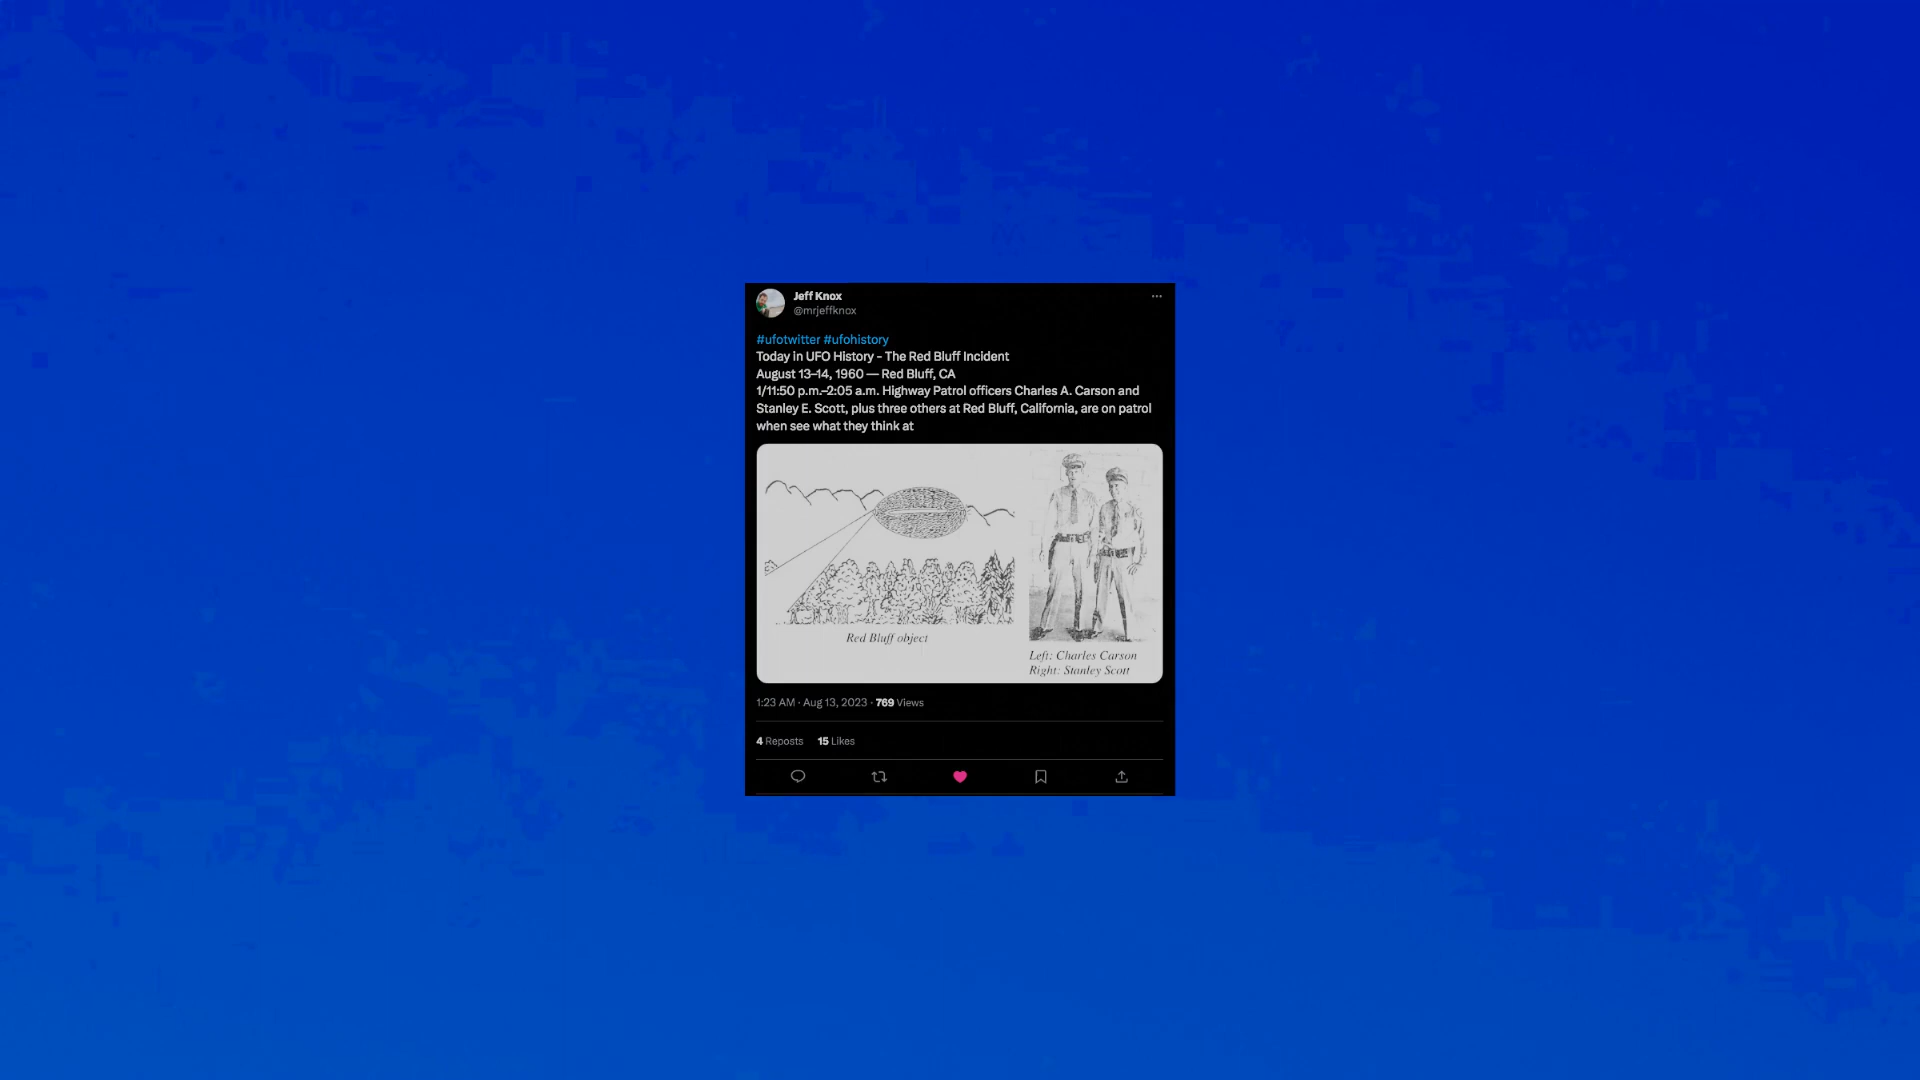 Jeff Knox
@mrjeffknox
#ufotwitter #ufohistory
Today in UFO History - The Red Bluff Incident
August 13–14, 1960 — Red Bluff, CA
1/11:50 p.m.–2:05 a.m. Highway Patrol officers Charles A. Carson and
Stanley E. Scott, plus three others at Red Bluff, California, are on patrol
when see what they think at
Red Bluff object
Left: Charles Carson
Right: Stanley Scott
1:23 AM · Aug 13, 2023 · 769 Views
4 Reposts 15 Likes